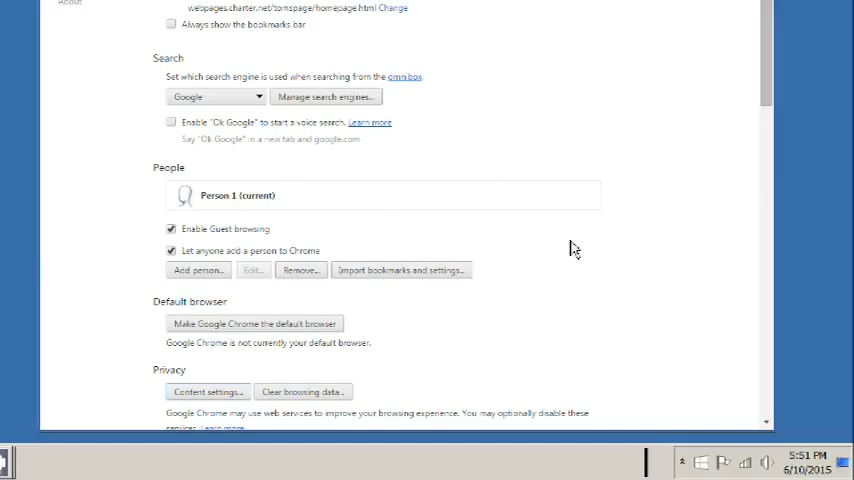 About
webpages.charter.net/tomspage/homepage.html Change
Always show the bookmarks bar
Search
Set which search engine is used when searching from the omnibox.
Google Manage search engines...
Enable "Ok Google" to start a voice search. Learn more
Say "Ok Google" in a new tab and google.com
People
Person 1 (current)
Enable Guest browsing
Let anyone add a person to Chrome
Add person... Edit... Remove... Import bookmarks and settings...
Default browser
Make Google Chrome the default browser
Google Chrome is not currently your default browser.
Privacy
Content settings... Clear browsing data...
Google Chrome may use web services to improve your browsing experience. You may optionally disable these
services. Learn more
5:51 PM
6/10/2015